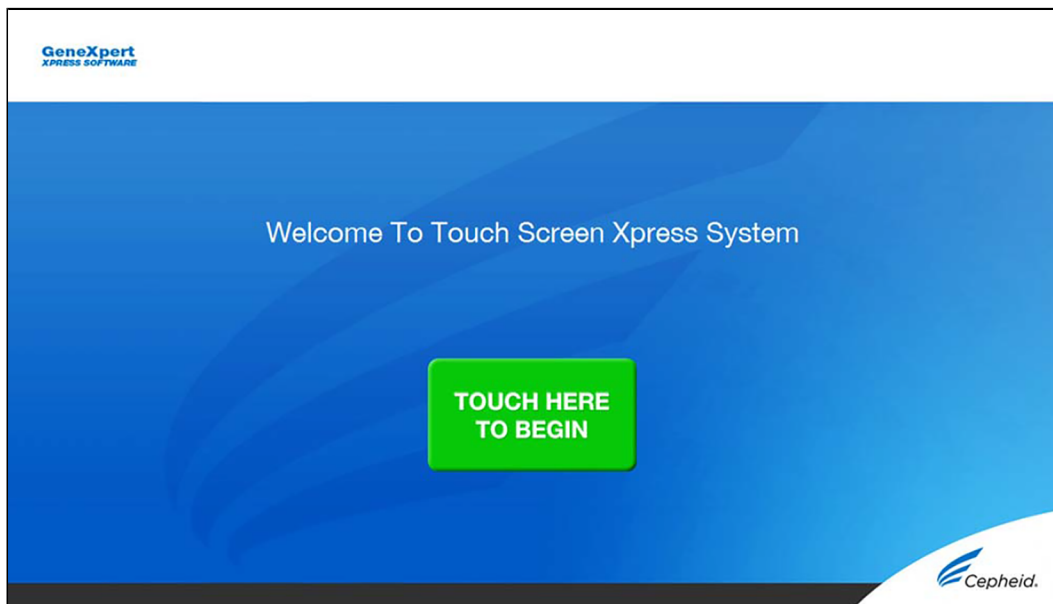 GeneXpert
XPRESS SOFTWARE
Welcome To Touch Screen Xpress System
TOUCH HERE
TO BEGIN
Cepheid.